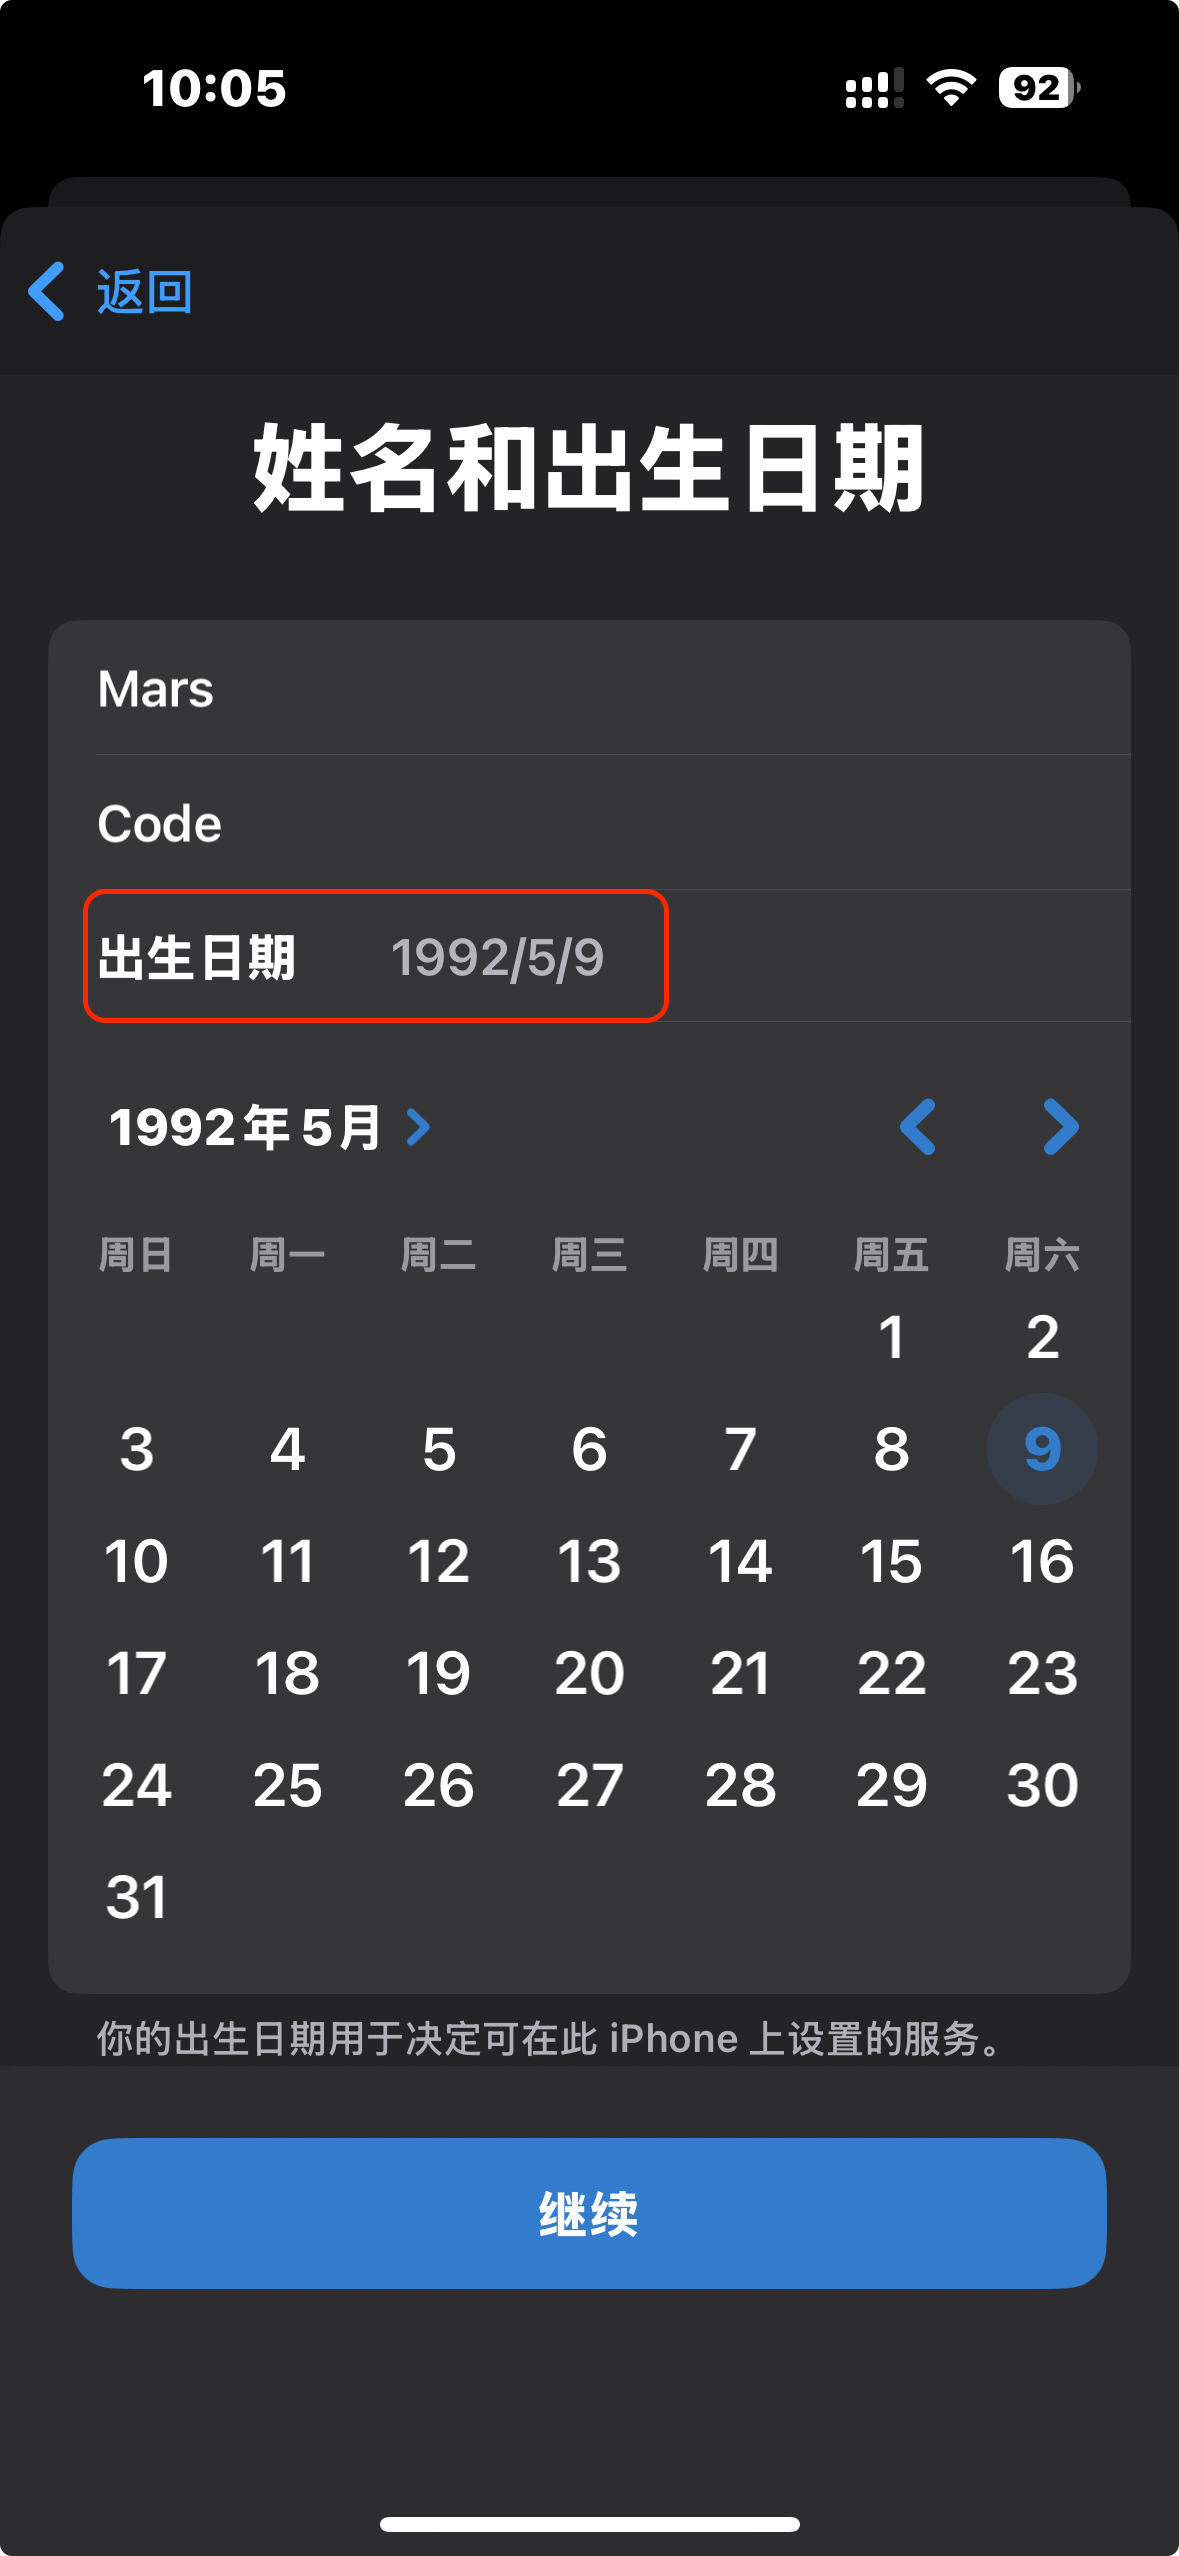 10:05 92
返回
姓名和出生日期
Mars
Code
出生日期 1992/5/9
1992年5月
周日 周一 周二 周三 周四 周五 周六
1 2
3 4 5 6 7 8 9
10 11 12 13 14 15 16
17 18 19 20 21 22 23
24 25 26 27 28 29 30
31
你的出生日期用于决定可在此 iPhone 上设置的服务。
继续